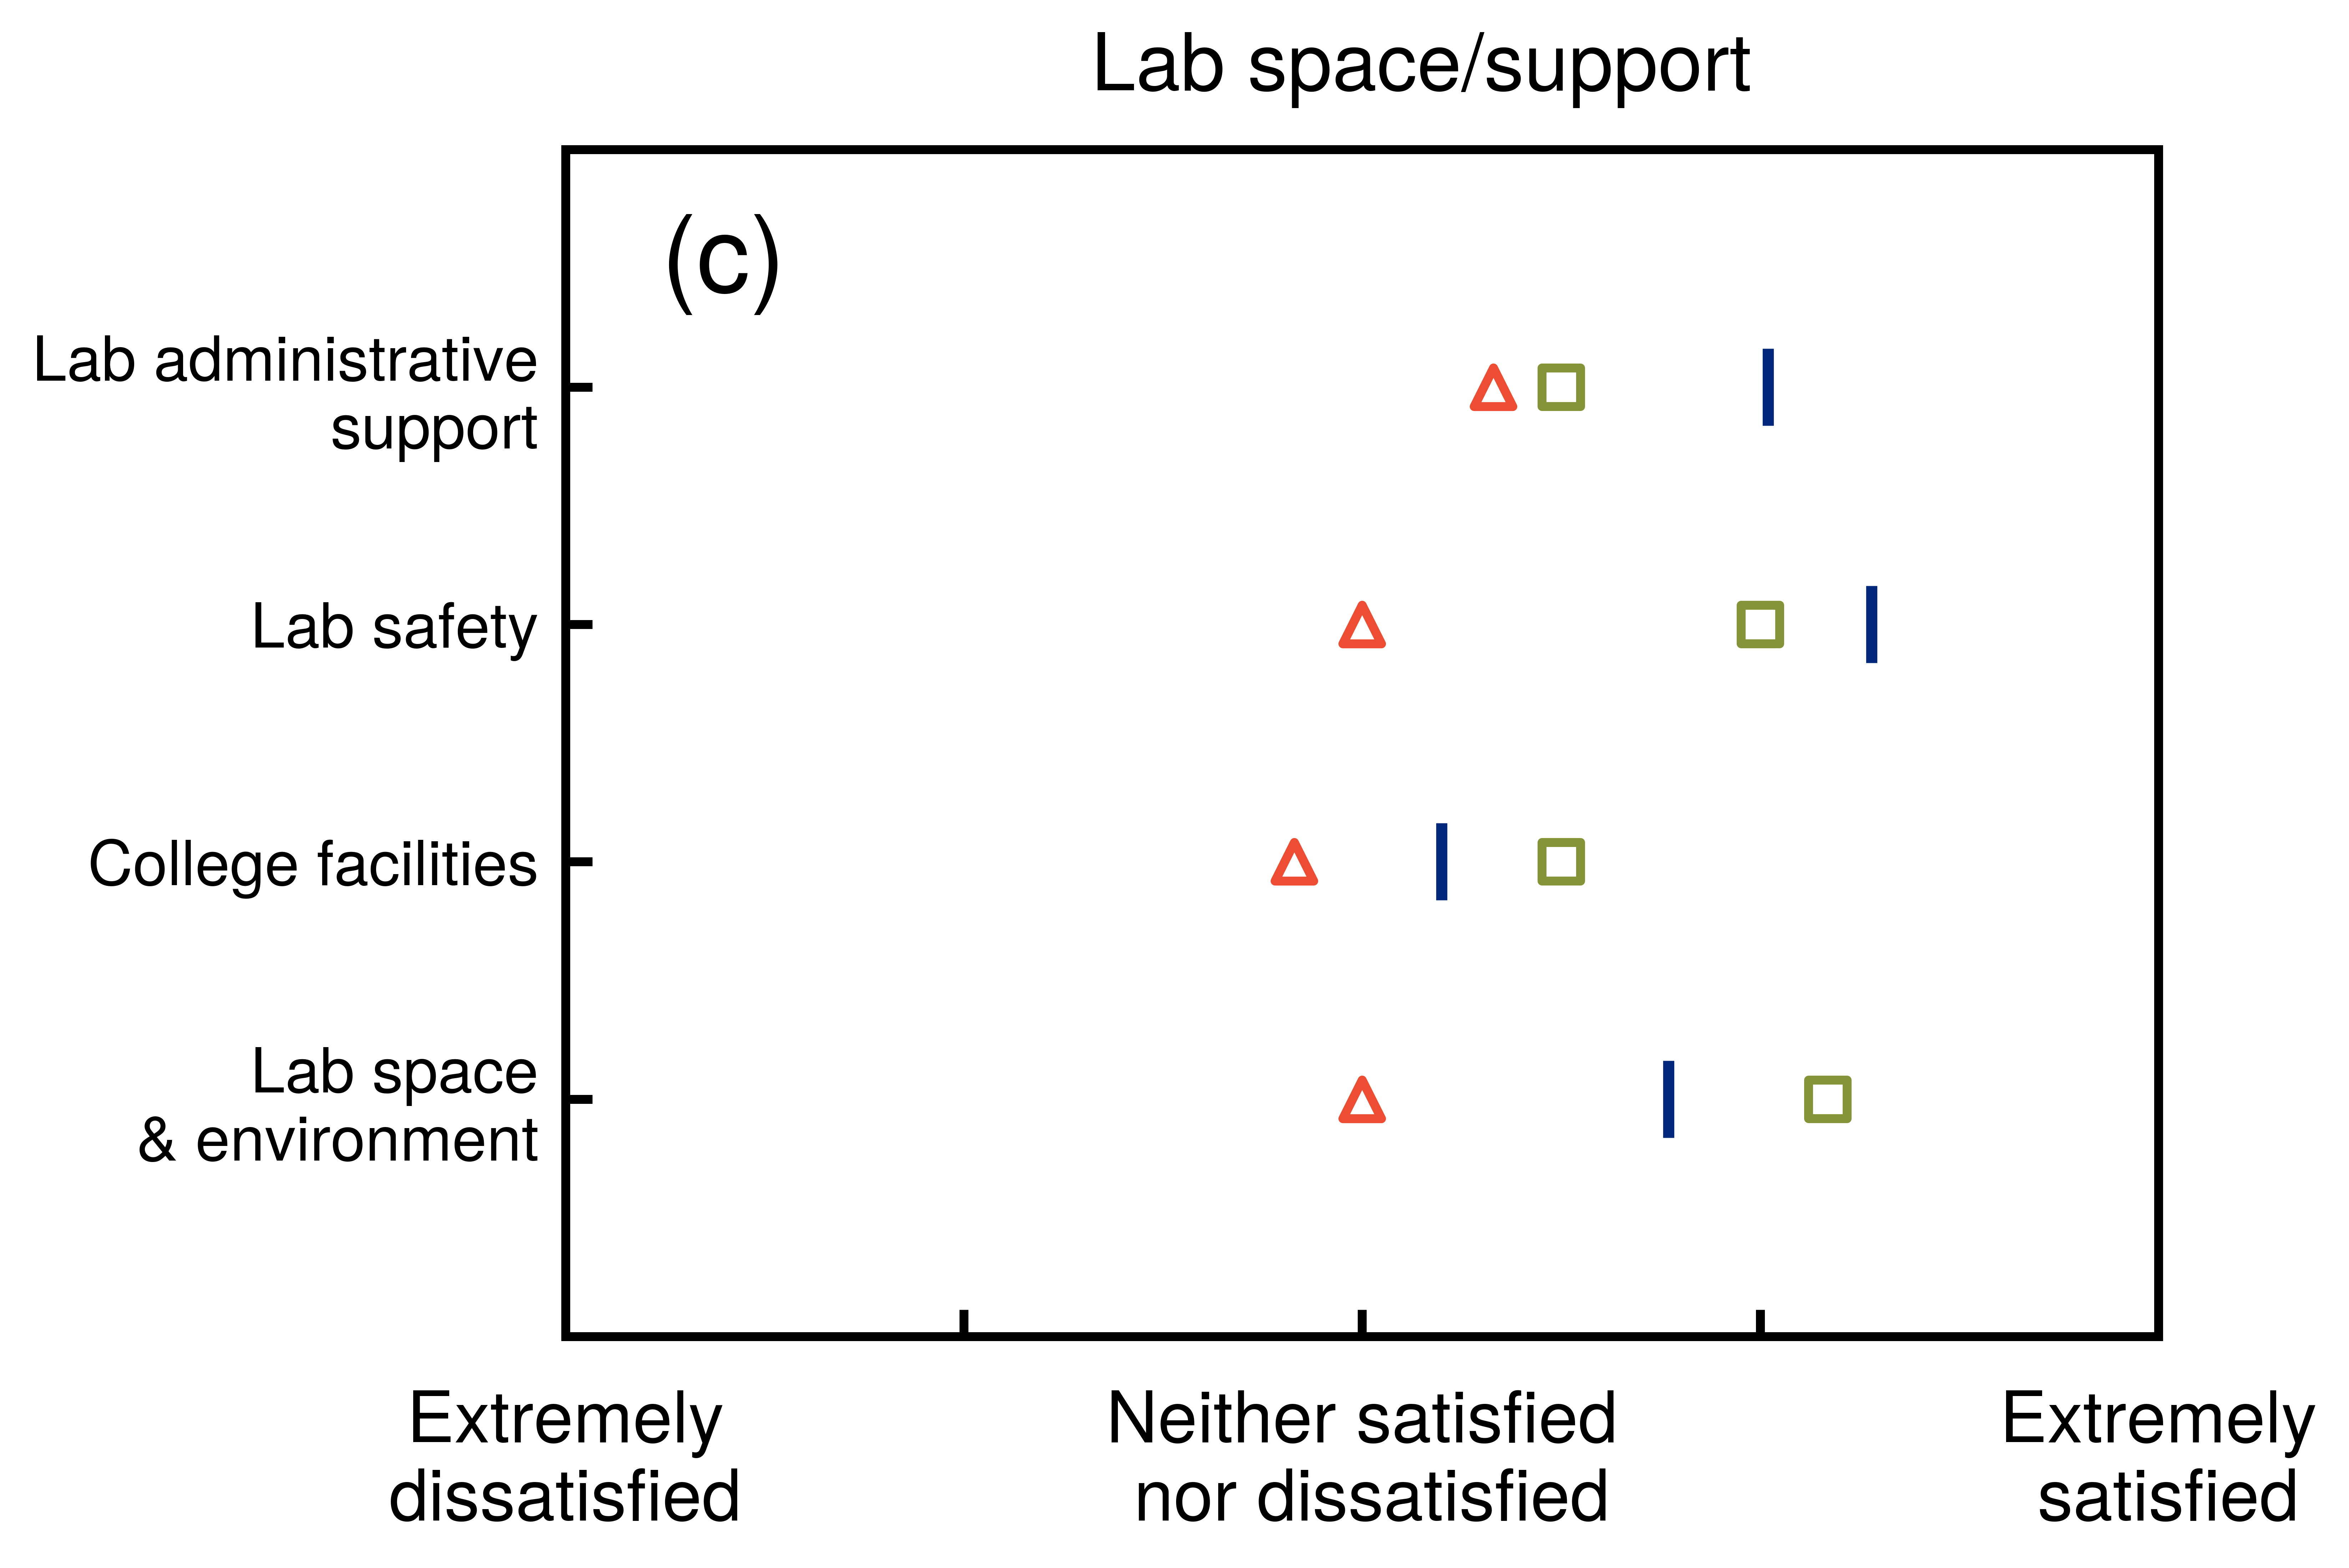 Lab space/support
(c)
Lab administrative
support
Lab safety
College facilities
Lab space
& environment
Extremely
dissatisfied
Neither satisfied
nor dissatisfied
Extremely
satisfied